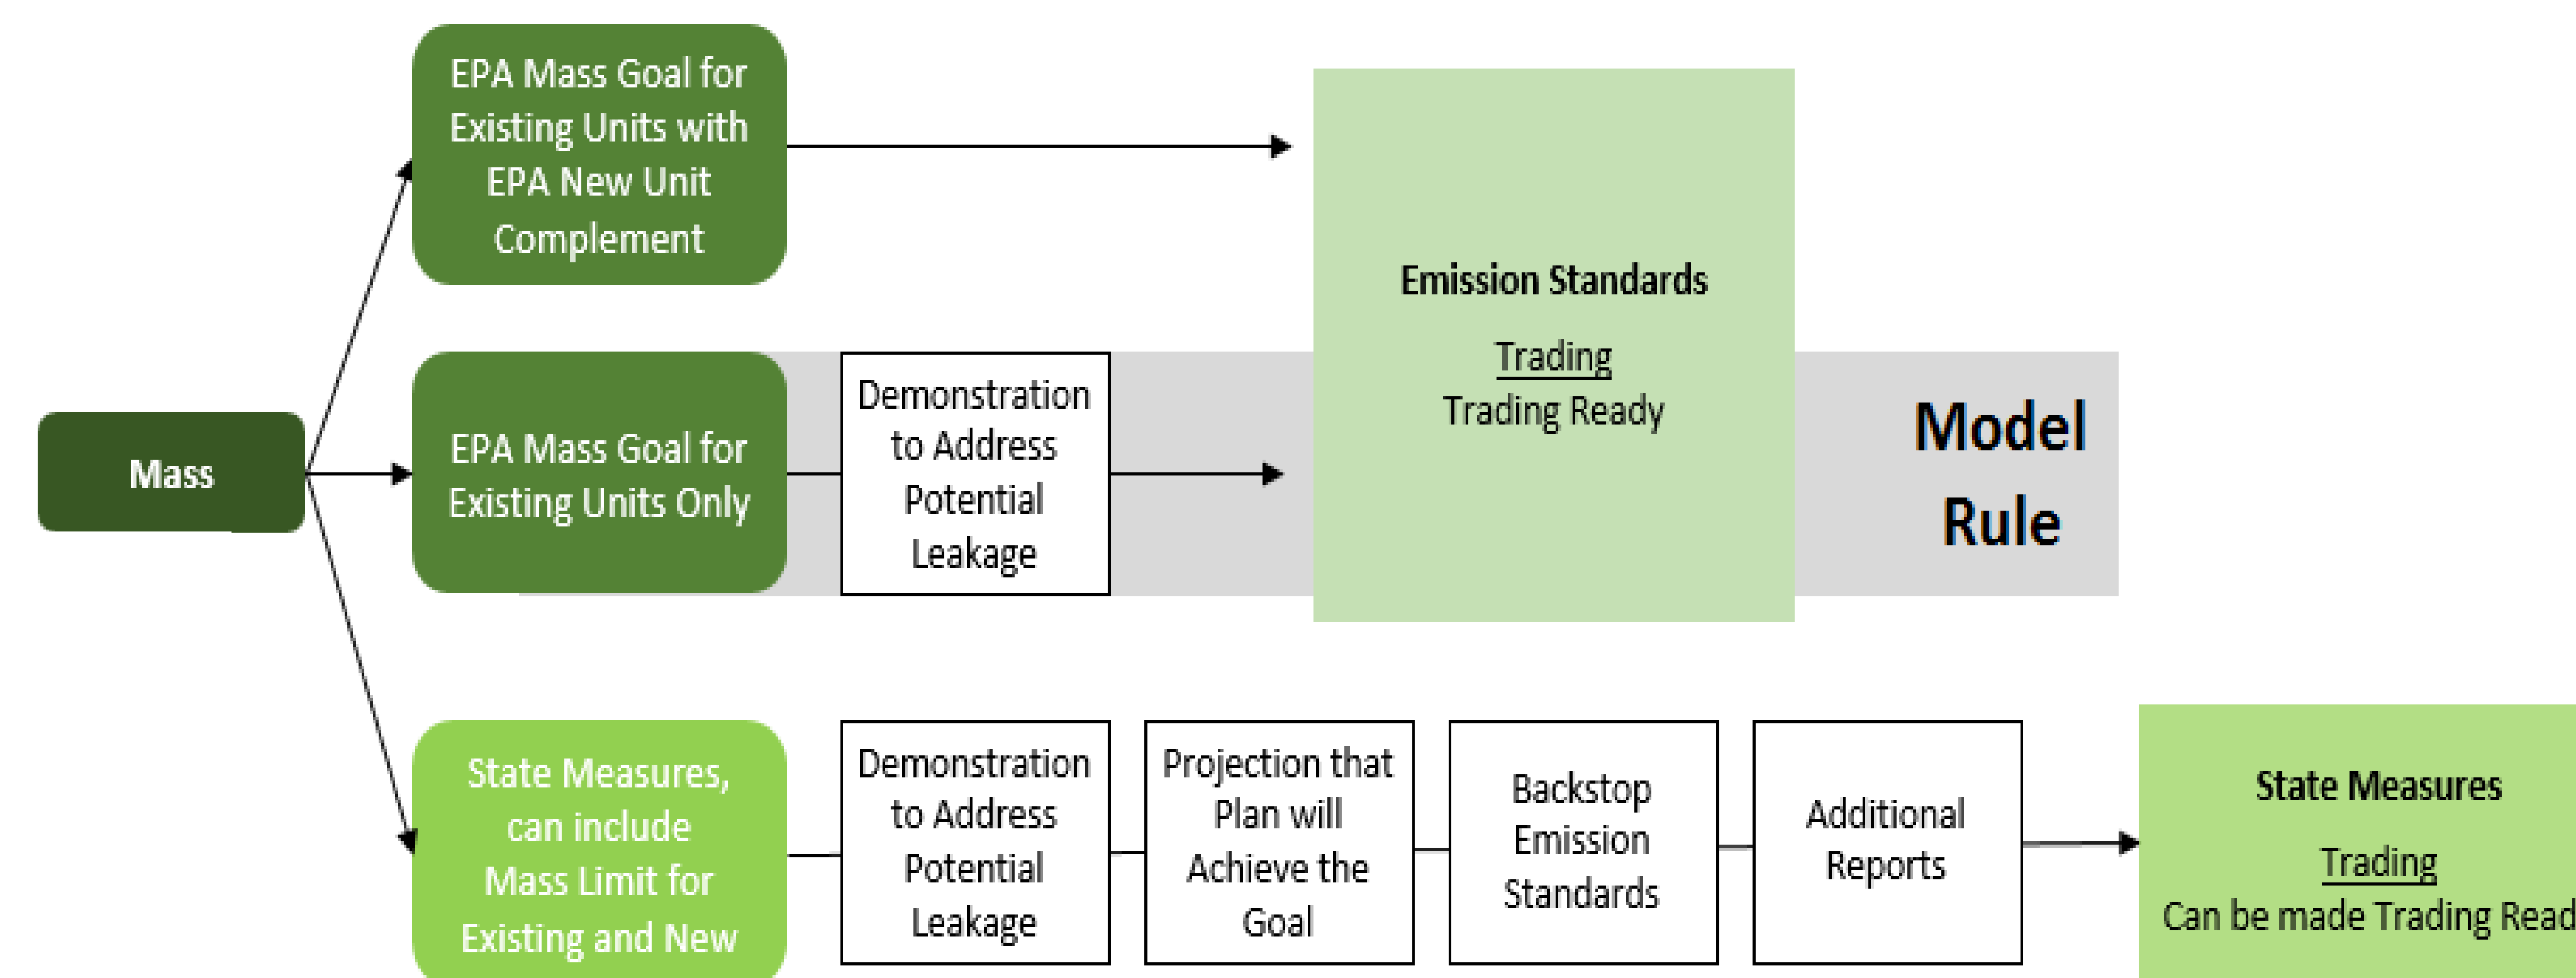 EPA Mass Goal for
Existing Units with
EPA New Unit
Complement
Emission Standards
Trading
Trading Ready
Mass
EPA Mass Goal for
Existing Units Only
Demonstration
to Address
Potential
Leakage
Model
Rule
State Measures,
can include
Mass Limit for
Existing and New
Demonstration
to Address
Potential
Leakage
Projection that
Plan will
Achieve the
Goal
Backstop
Emission
Standards
Additional
Reports
State Measures
Trading
Can be made Trading Read